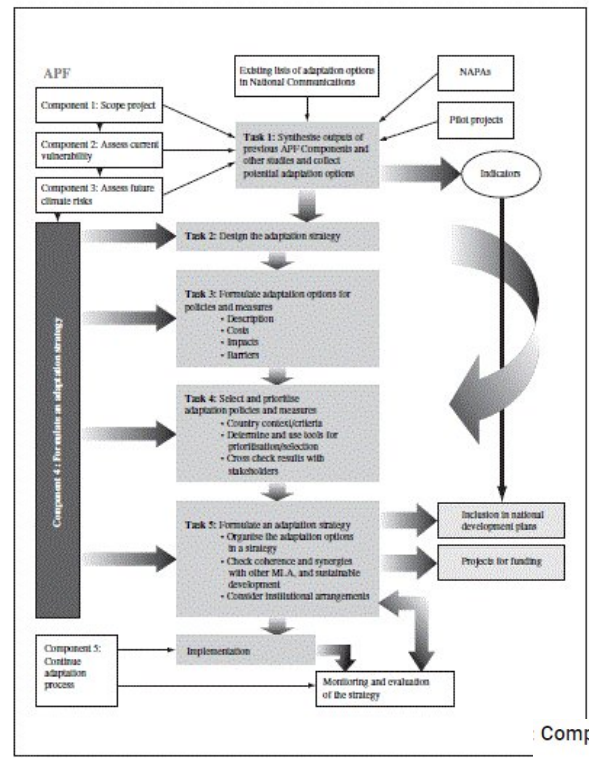 APF
Existing lists of adaptation options
in National Communications
NAPAs
Pilot projects
Component 1: Scope project
Component 2: Assess current
vulnerability
Component 3: Assess future
climate risks
Task 1: Synthesise outputs of
previous APF Components and
other studies and collect
potential adaptation options
Indicators
Component 4 : Formulate an adaptation strategy
Task 2: Design the adaptation strategy
Task 3: Formulate adaptation options for
policies and measures
• Description
• Costs
• Impacts
• Barriers
Task 4: Select and prioritise
adaptation policies and measures
• Country context/criteria
• Determine and use tools for
prioritisation/selection
• Cross check results with
stakeholders
Task 5: Formulate an adaptation strategy
• Organise the adaptation options
in a strategy
• Check coherence and synergies
with other MLA, and sustainable
development
• Consider institutional arrangements
Inclusion in national
development plans
Projects for funding
Component 5:
Continue
adaptation
process
Implementation
Monitoring and evaluation
of the strategy
: Comp